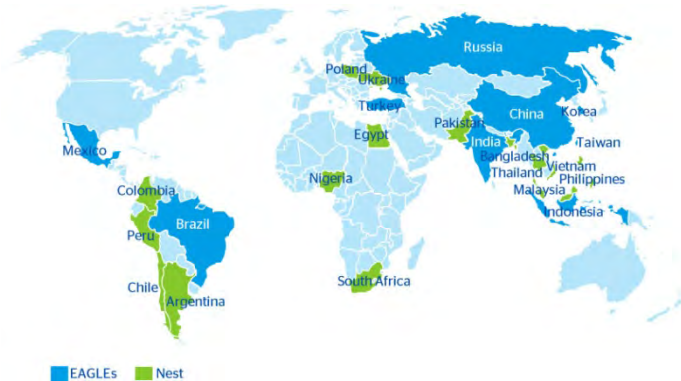 Russia
Poland
Ukraine
Turkey
China
Korea
Egypt
Pakistan
India
Taiwan
Mexico
Bangladesh
Vietnam
Thailand
Philippines
Nigeria
Colombia
Malaysia
Indonesia
Brazil
Peru
South Africa
Chile
Argentina
EAGLEs Nest